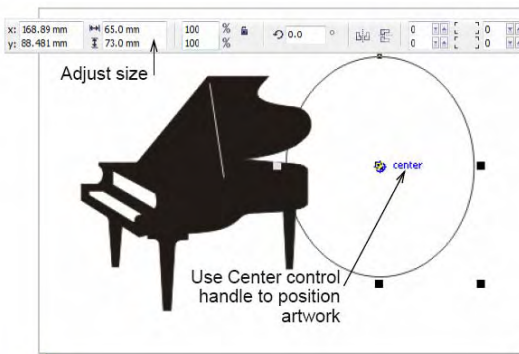 x: 168.89 mm 65.0 mm 100 % 0.0 ° 0 0
y: 88.481 mm 73.0 mm 100 % 0 0
Adjust size
center
Use Center control
handle to position
artwork